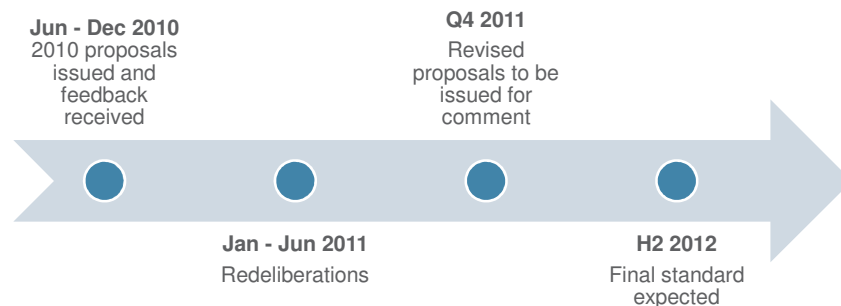 Jun - Dec 2010
2010 proposals
issued and
feedback
received
Jan - Jun 2011
Redeliberations
Q4 2011
Revised
proposals to be
issued for
comment
H2 2012
Final standard
expected